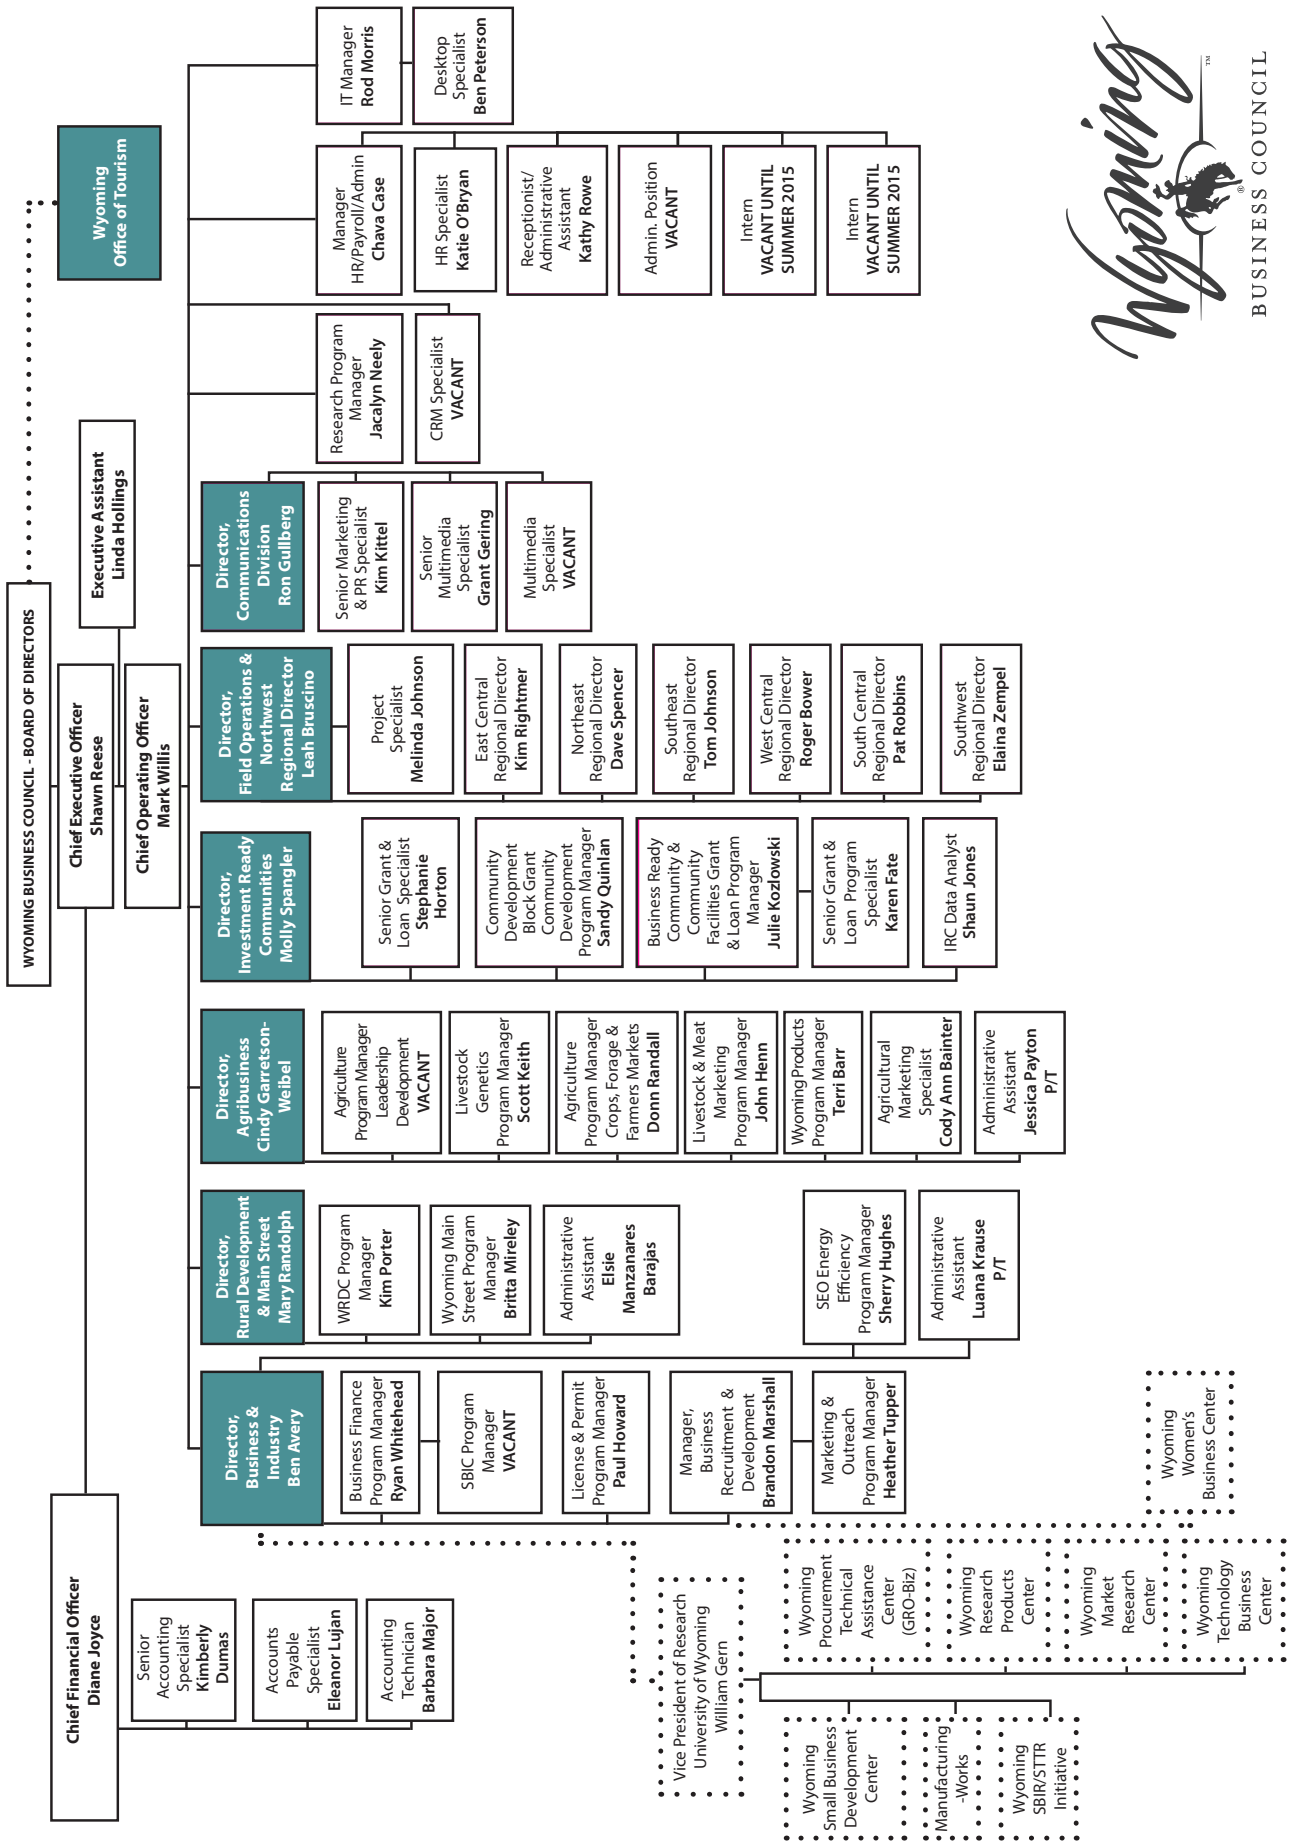 WYOMING BUSINESS COUNCIL - BOARD OF DIRECTORS
Wyoming
Office of Tourism
Chief Executive Officer
Shawn Reese
Executive Assistant
Linda Hollings
Chief Operating Officer
Mark Willis
Chief Financial Officer
Diane Joyce
Senior
Accounting
Specialist
Kimberly
Dumas
Accounts
Payable
Specialist
Eleanor Lujan
Accounting
Technician
Barbara Major
Director,
Business &
Industry
Ben Avery
Business Finance
Program Manager
Ryan Whitehead
SBIC Program
Manager
VACANT
License & Permit
Program Manager
Paul Howard
Manager,
Business
Recruitment &
Development
Brandon Marshall
Marketing &
Outreach
Program Manager
Heather Tupper
SEO Energy
Efficiency
Program Manager
Sherry Hughes
Administrative
Assistant
Luana Krause
P/T
Director,
Rural Development
& Main Street
Mary Randolph
WRDC Program
Manager
Kim Porter
Wyoming Main
Street Program
Manager
Britta Mireley
Administrative
Assistant
Elsie
Manzanares
Barajas
Director,
Agribusiness
Cindy Garretson-
Weibel
Agriculture
Program Manager
Leadership
Development
VACANT
Livestock
Genetics
Program Manager
Scott Keith
Agriculture
Program Manager
Crops, Forage &
Farmers Markets
Donn Randall
Livestock & Meat
Marketing
Program Manager
John Henn
Wyoming Products
Program Manager
Terri Barr
Agricultural
Marketing
Specialist
Cody Ann Bainter
Administrative
Assistant
Jessica Payton
P/T
Director,
Investment Ready
Communities
Molly Spangler
Senior Grant &
Loan Specialist
Stephanie
Horton
Community
Development
Block Grant
Community
Development
Program Manager
Sandy Quinlan
Business Ready
Community &
Community
Facilities Grant
& Loan Program
Manager
Julie Kozlowski
Senior Grant &
Loan Program
Specialist
Karen Fate
IRC Data Analyst
Shaun Jones
Director,
Field Operations &
Northwest
Regional Director
Leah Bruscino
Project
Specialist
Melinda Johnson
East Central
Regional Director
Kim Rightmer
Northeast
Regional Director
Dave Spencer
Southeast
Regional Director
Tom Johnson
West Central
Regional Director
Roger Bower
South Central
Regional Director
Pat Robbins
Southwest
Regional Director
Elaina Zempel
Director,
Communications
Division
Ron Gullberg
Senior Marketing
& PR Specialist
Kim Kittel
Senior
Multimedia
Specialist
Grant Gering
Multimedia
Specialist
VACANT
Research Program
Manager
Jacalyn Neely
CRM Specialist
VACANT
Manager
HR/Payroll/Admin
Chava Case
HR Specialist
Katie O'Bryan
Receptionist/
Administrative
Assistant
Kathy Rowe
Admin. Position
VACANT
Intern
VACANT UNTIL
SUMMER 2015
Intern
VACANT UNTIL
SUMMER 2015
IT Manager
Rod Morris
Desktop
Specialist
Ben Peterson
Vice President of Research
University of Wyoming
William Gern
Wyoming
Small Business
Development
Center
Manufacturing
-Works
Wyoming
SBIR/STTR
Initiative
Wyoming
Procurement
Technical
Assistance
Center
(GRO-Biz)
Wyoming
Research
Products
Center
Wyoming
Market
Research
Center
Wyoming
Technology
Business
Center
Wyoming
Women's
Business Center
Wyoming
TM
®
BUSINESS COUNCIL